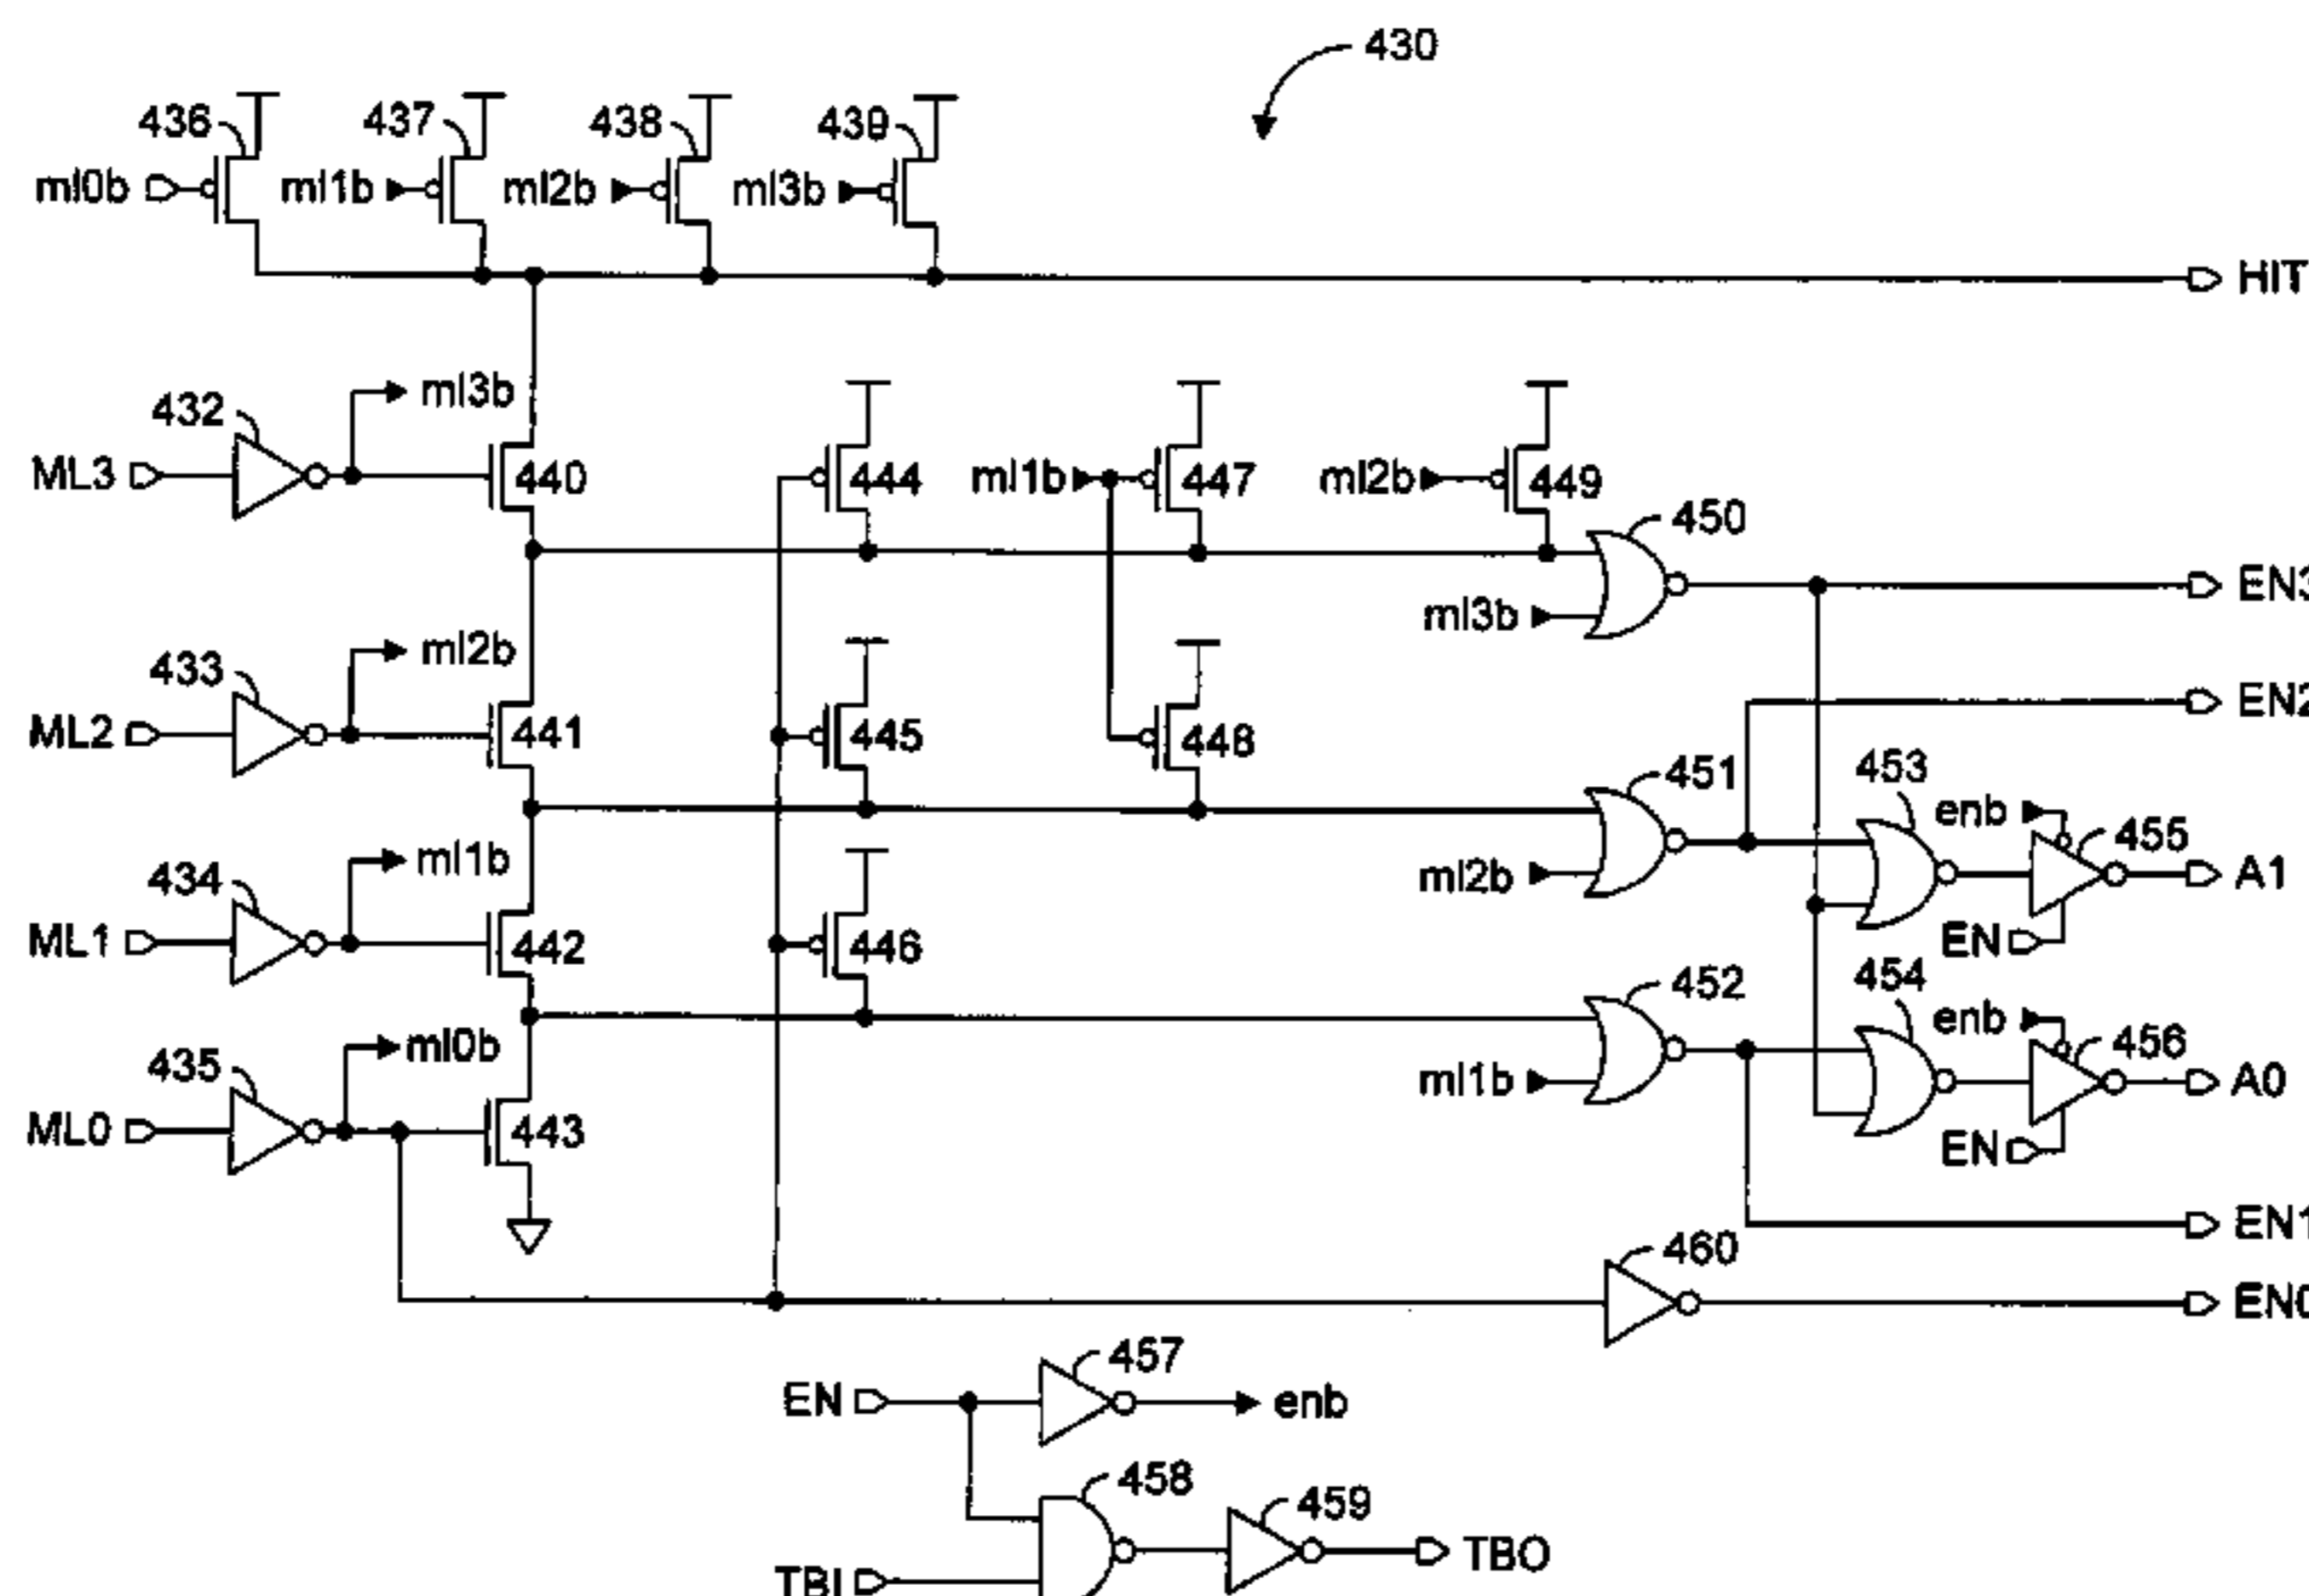 430
436 437 438 439
ml0b ml1b ml2b ml3b
HIT
432 ml3b
ML3 440 444 ml1b 447 ml2b 449
450
EN3
ml3b
433 ml2b
EN2
ML2 441 445 448
451 453
enb 455
434 ml1b
ml2b A1
ML1 442 446 EN
452 454
435 ml0b enb 456
ml1b A0
ML0 443
EN
EN1
460
EN0
457
EN enb
458 459
TBI TBO